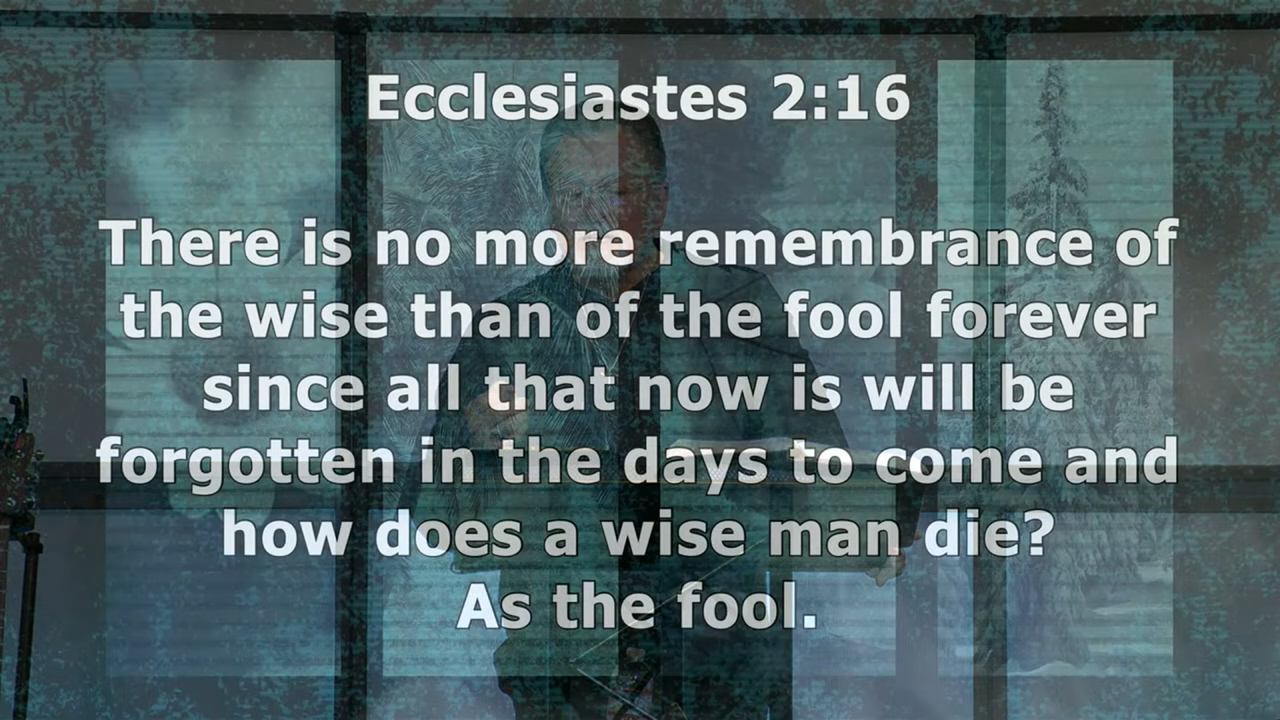 Ecclesiastes 2:16
There is no more remembrance of
the wise than of the fool forever
since all that now is will be
forgotten in the days to come and
how does a wise man die?
As the fool.